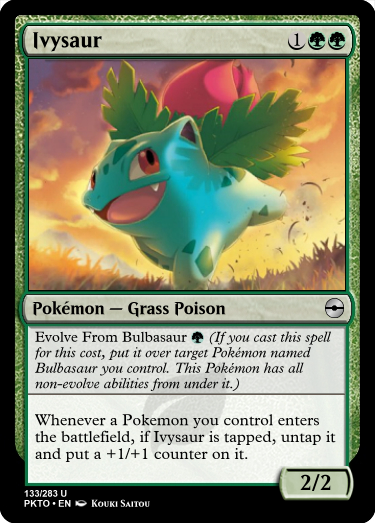 Ivysaur 1
Pokémon — Grass Poison
Evolve From Bulbasaur (If you cast this spell
for this cost, put it over target Pokémon named
Bulbasaur you control. This Pokémon has all
non-evolve abilities from under it.)
Whenever a Pokemon you control enters
the battlefield, if Ivysaur is tapped, untap it
and put a +1/+1 counter on it.
2/2
133/283 U
PKTO • EN Kouki Saitou